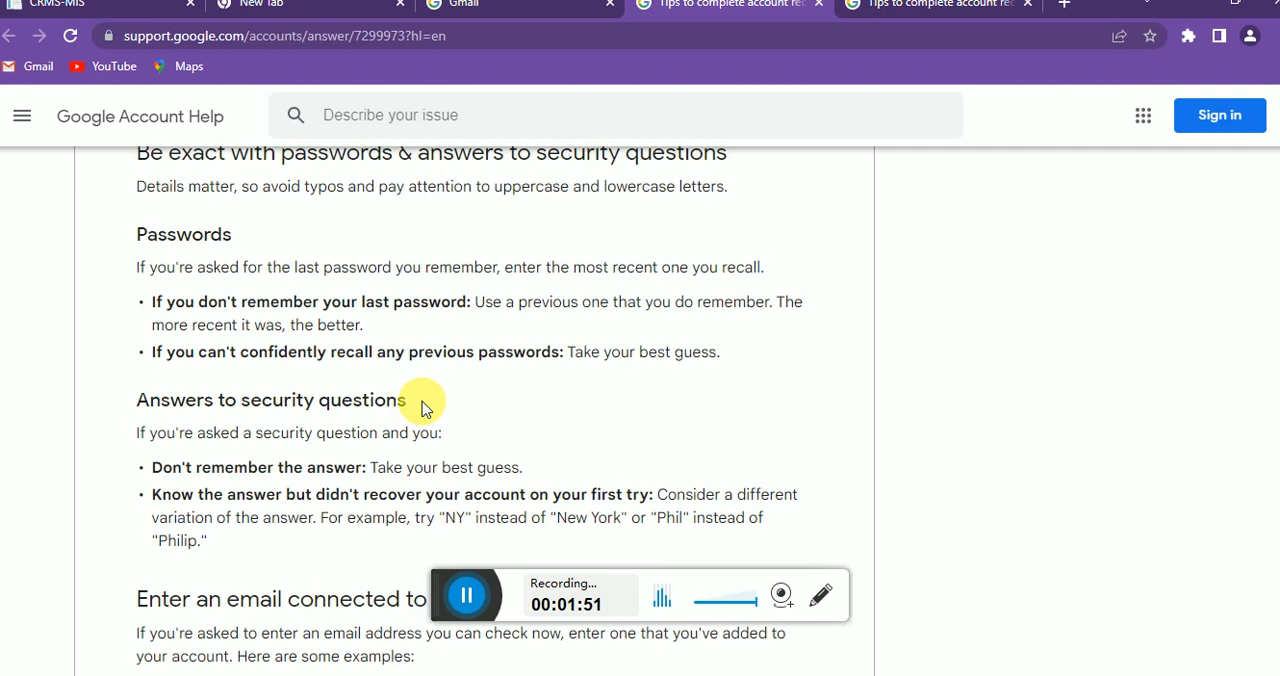 CRMS-MIS
New Tab
Gmail
Tips to complete account rec
Tips to complete account rec
support.google.com/accounts/answer/7299973?hl=en
Gmail
YouTube
Maps
Google Account Help
Describe your issue
Sign in
Be exact with passwords & answers to security questions
Details matter, so avoid typos and pay attention to uppercase and lowercase letters.
Passwords
If you're asked for the last password you remember, enter the most recent one you recall.
• If you don't remember your last password: Use a previous one that you do remember. The
more recent it was, the better.
• If you can't confidently recall any previous passwords: Take your best guess.
Answers to security questions
If you're asked a security question and you:
• Don't remember the answer: Take your best guess.
• Know the answer but didn't recover your account on your first try: Consider a different
variation of the answer. For example, try "NY" instead of "New York" or "Phil" instead of
"Philip."
Enter an email connected to
Recording...
00:01:51
If you're asked to enter an email address you can check now, enter one that you've added to
your account. Here are some examples: